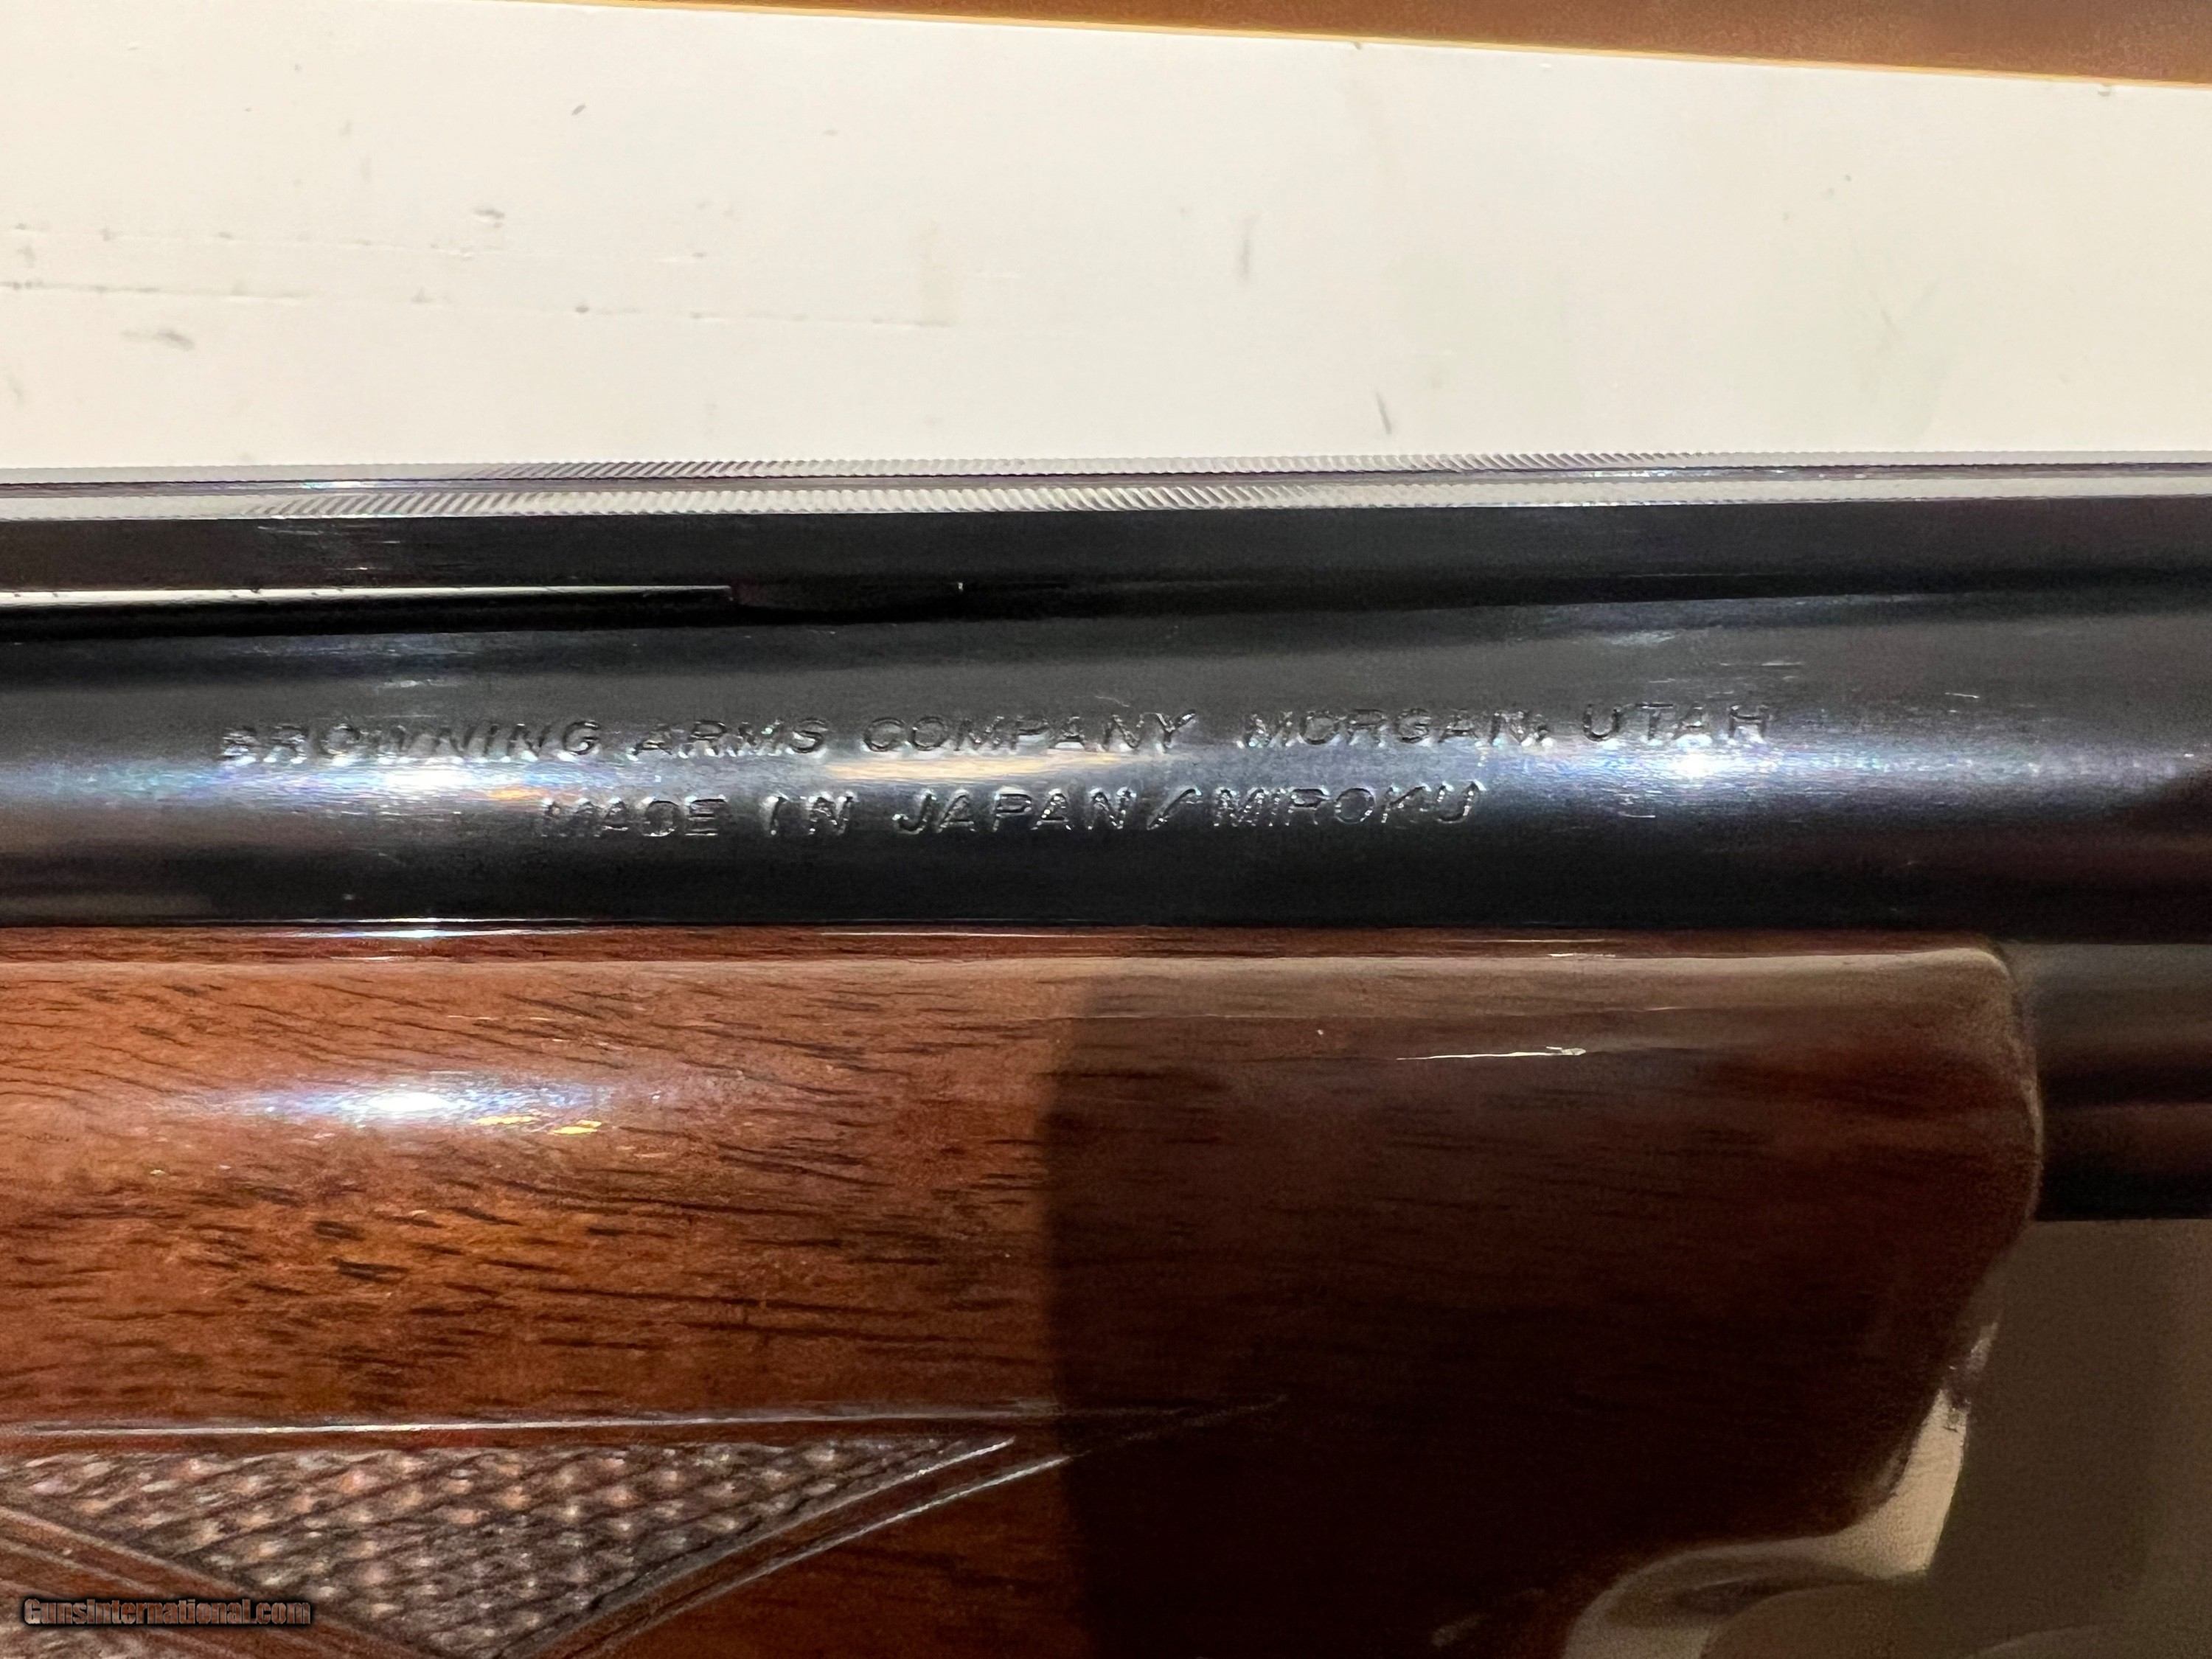 BROWNING ARMS COMPANY MORGAN, UTAH
MADE IN JAPAN/MIROKU
GunsInternational.com